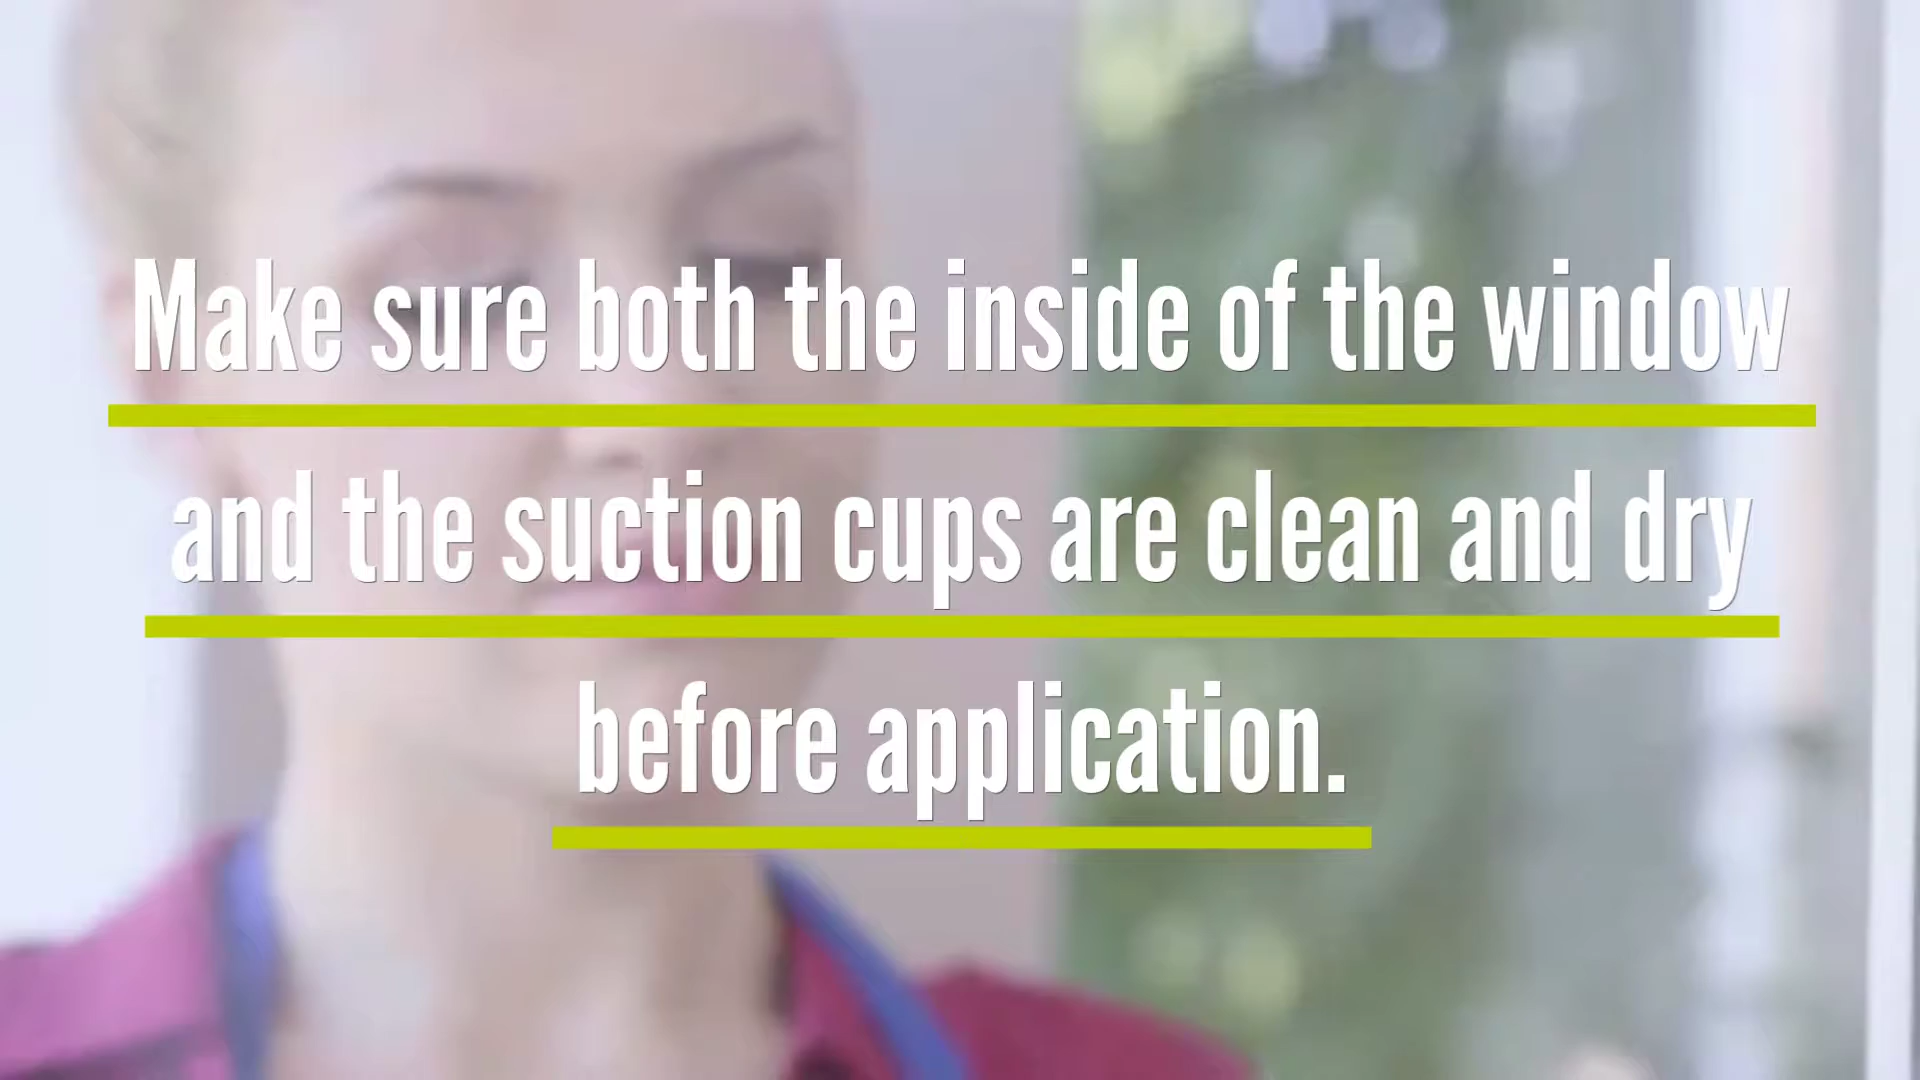 Make sure both the inside of the window
and the suction cups are clean and dry
before application.